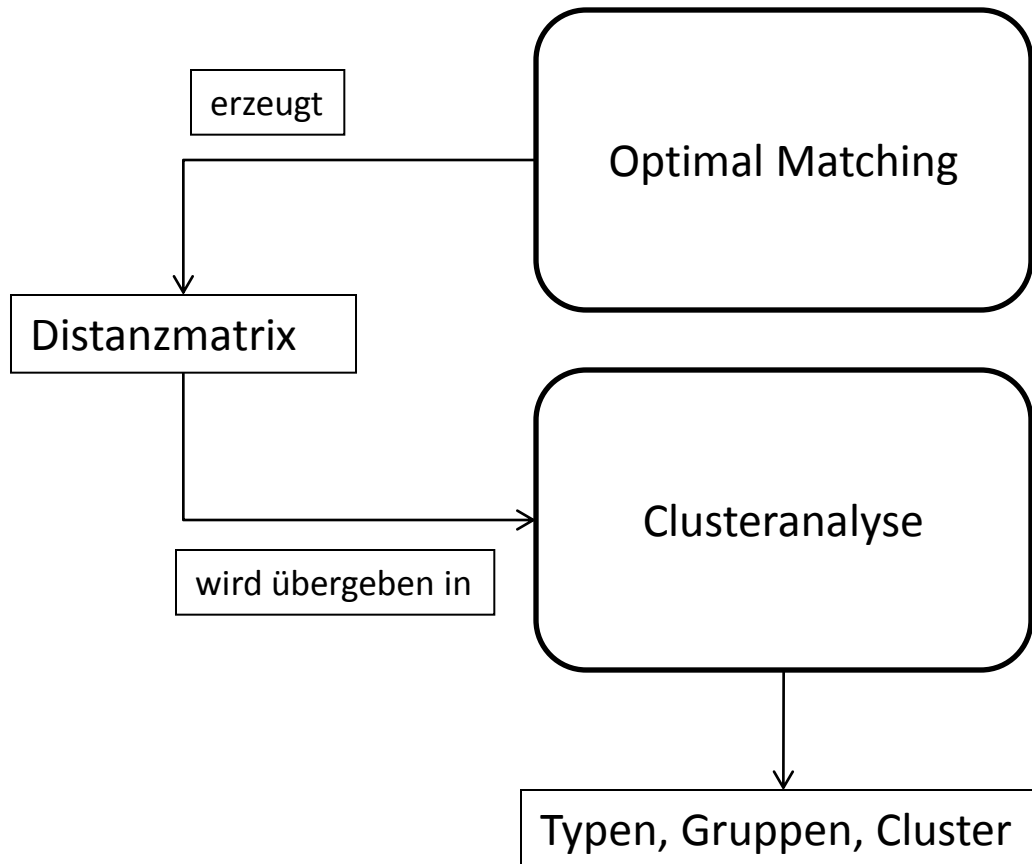 erzeugt
Optimal Matching
Distanzmatrix
Clusteranalyse
wird übergeben in
Typen, Gruppen, Cluster